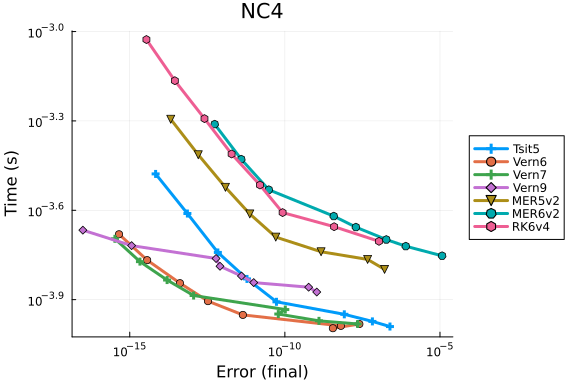 NC4
10⁻³·⁰
10⁻³·³
10⁻³·⁶
10⁻³·⁹
Time (s)
10⁻¹⁵
10⁻¹⁰
10⁻⁵
Error (final)
Tsit5
Vern6
Vern7
Vern9
MER5v2
MER6v2
RK6v4